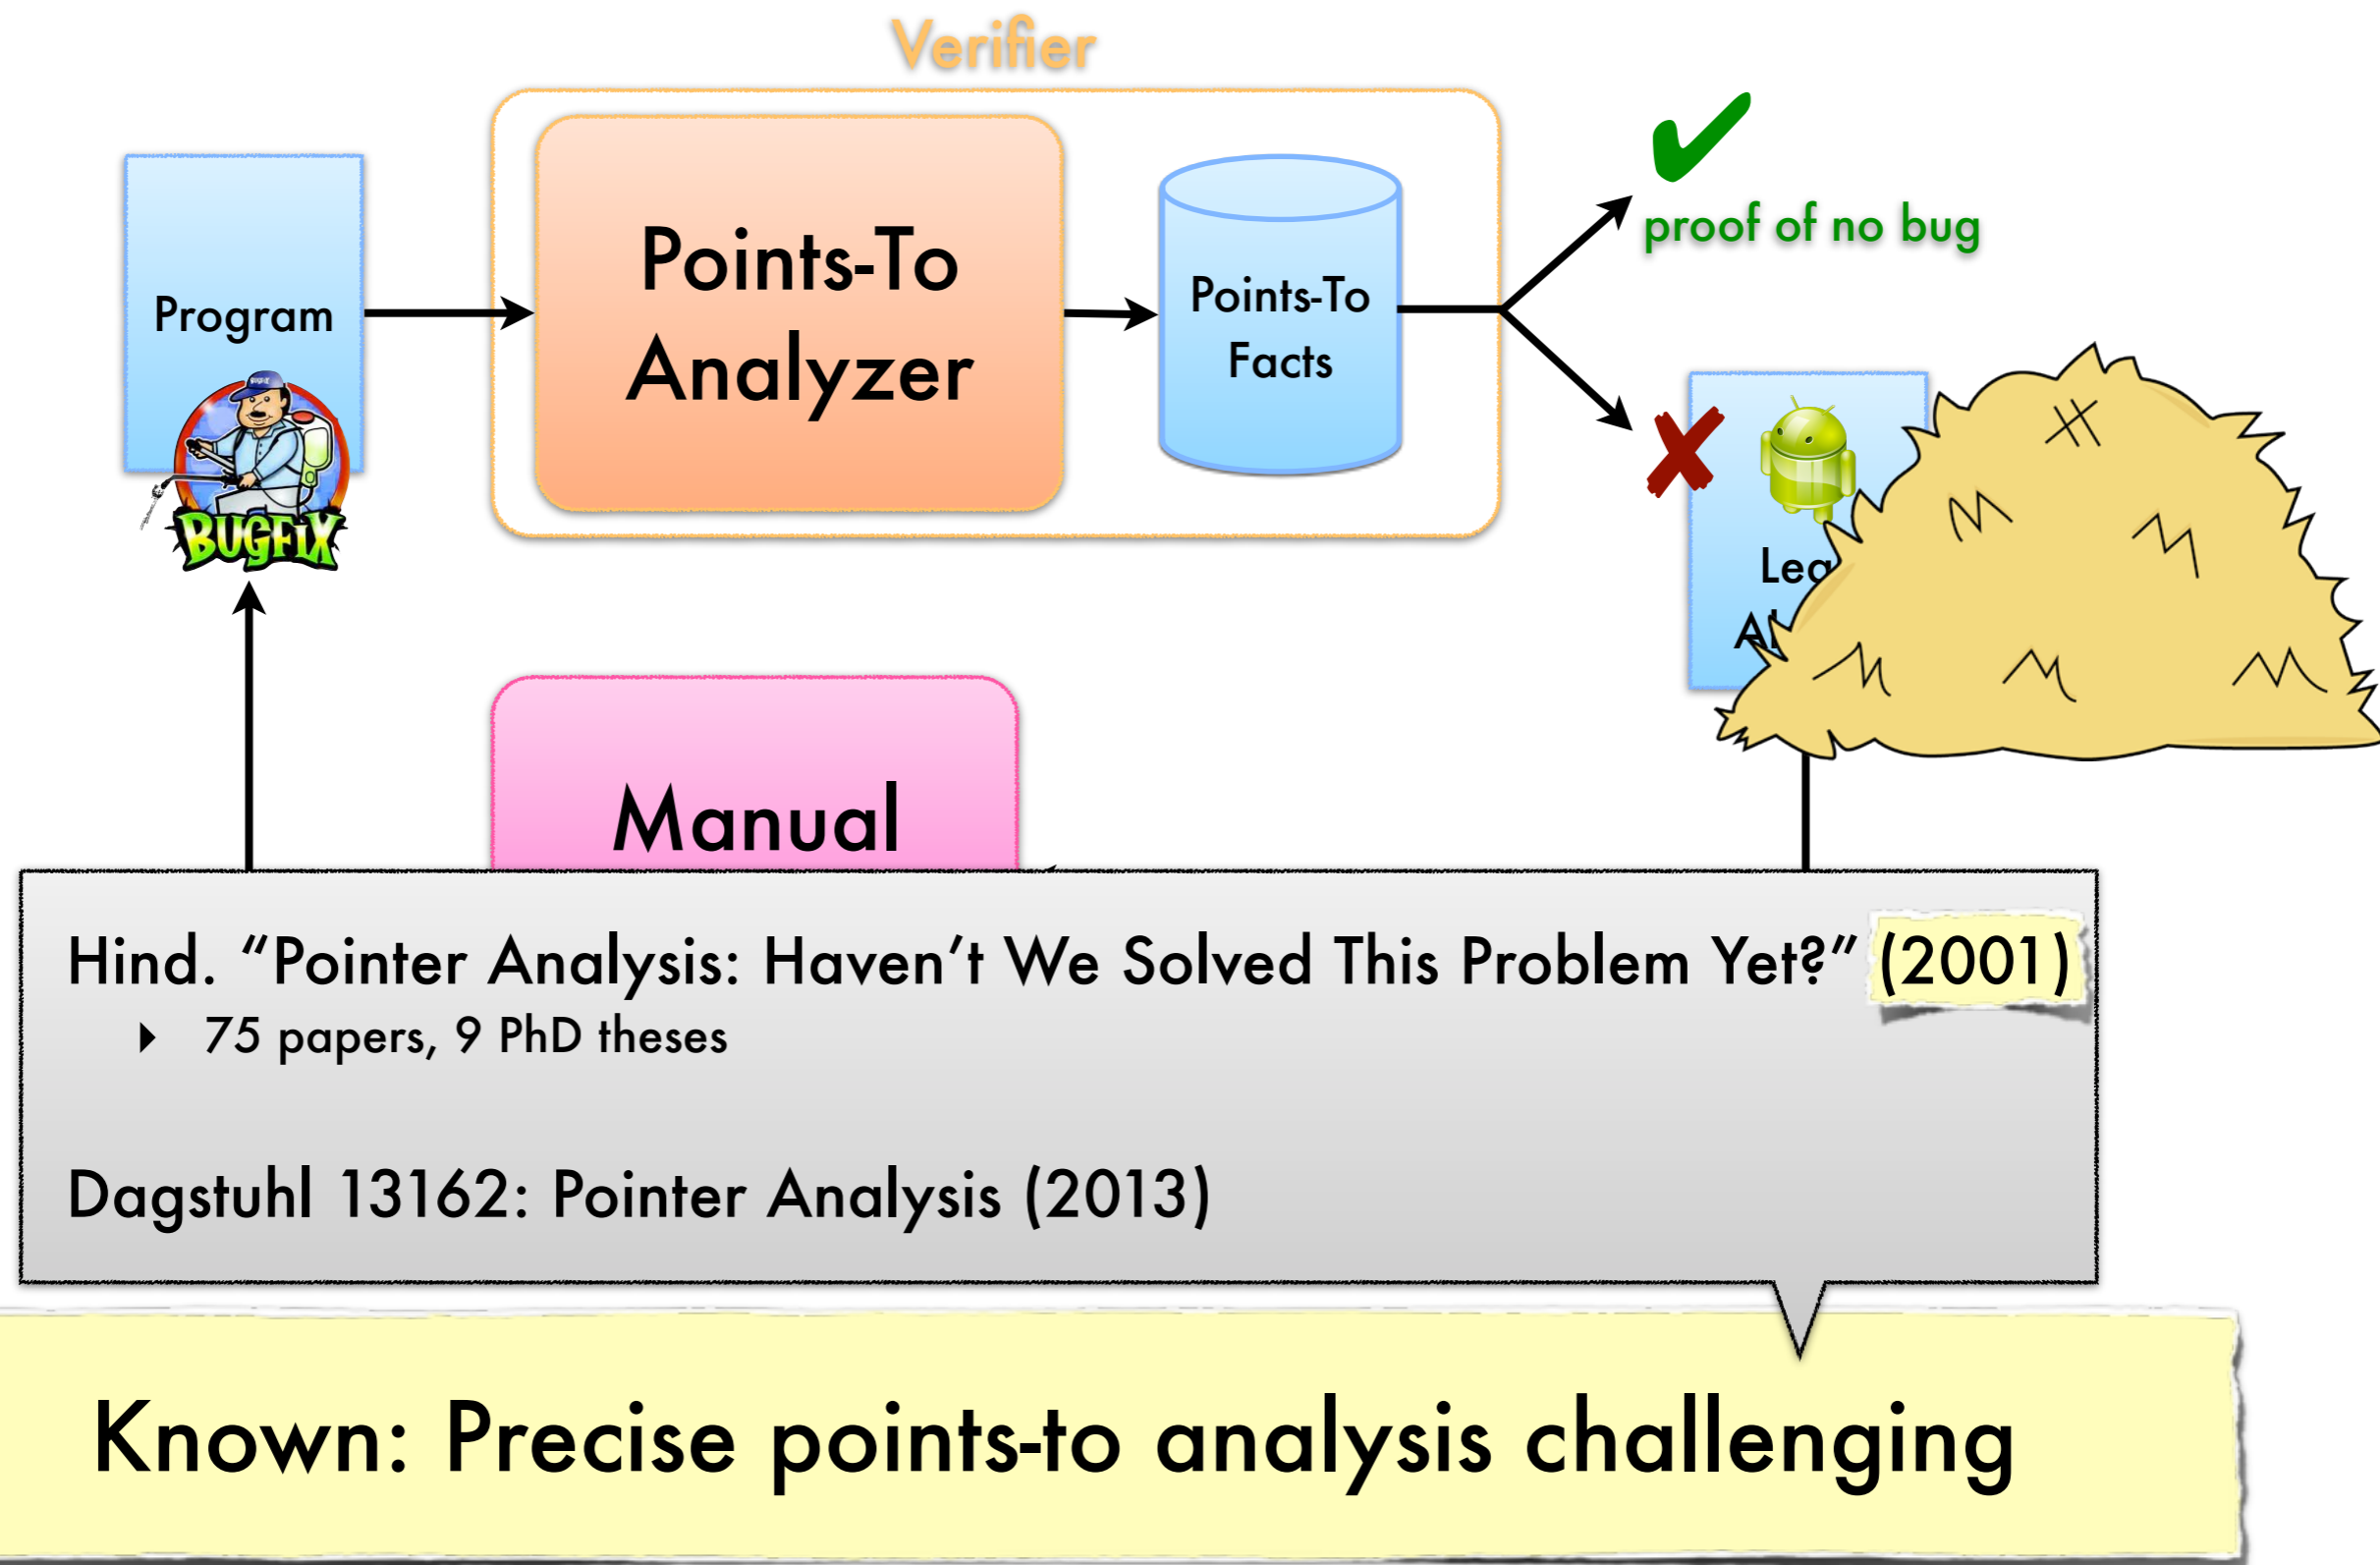 Verifier
Program
BUGFIX
Points-To
Analyzer
Points-To
Facts
proof of no bug
Manual
Hind. “Pointer Analysis: Haven’t We Solved This Problem Yet?” (2001)
‣ 75 papers, 9 PhD theses
Dagstuhl 13162: Pointer Analysis (2013)
Known: Precise points-to analysis challenging